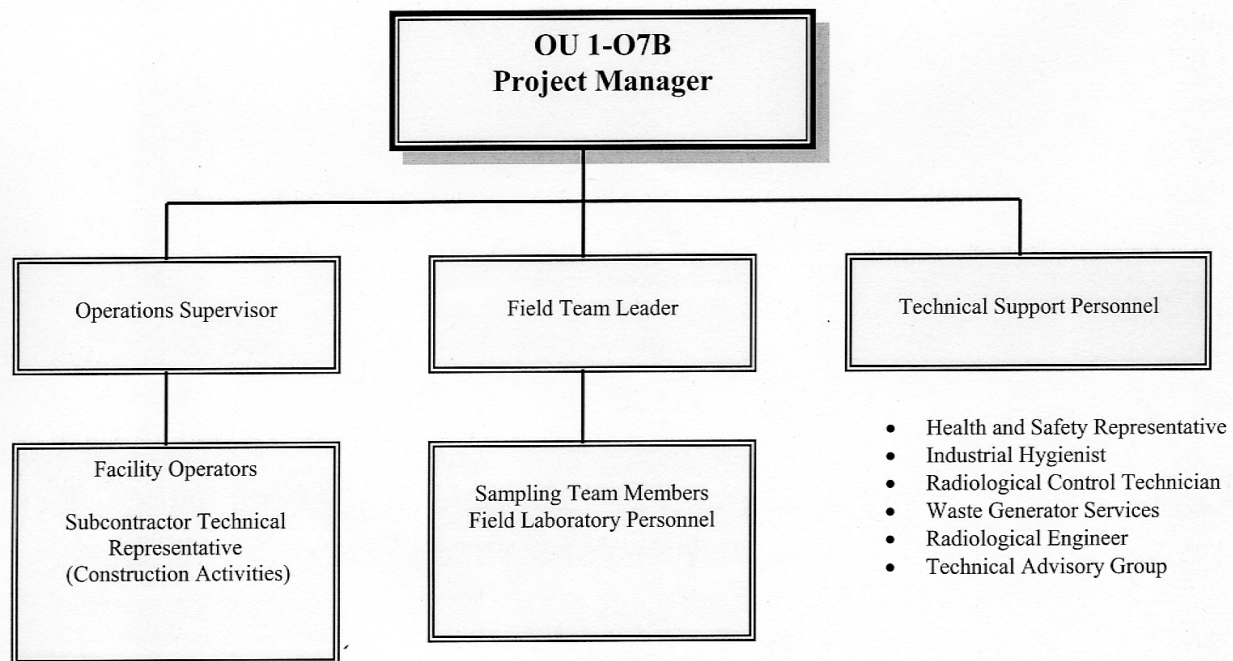 OU 1-O7B
Project Manager
Operations Supervisor
Field Team Leader
Technical Support Personnel
Facility Operators
Subcontractor Technical
Representative
(Construction Activities)
Sampling Team Members
Field Laboratory Personnel
• Health and Safety Representative
• Industrial Hygienist
• Radiological Control Technician
• Waste Generator Services
• Radiological Engineer
• Technical Advisory Group